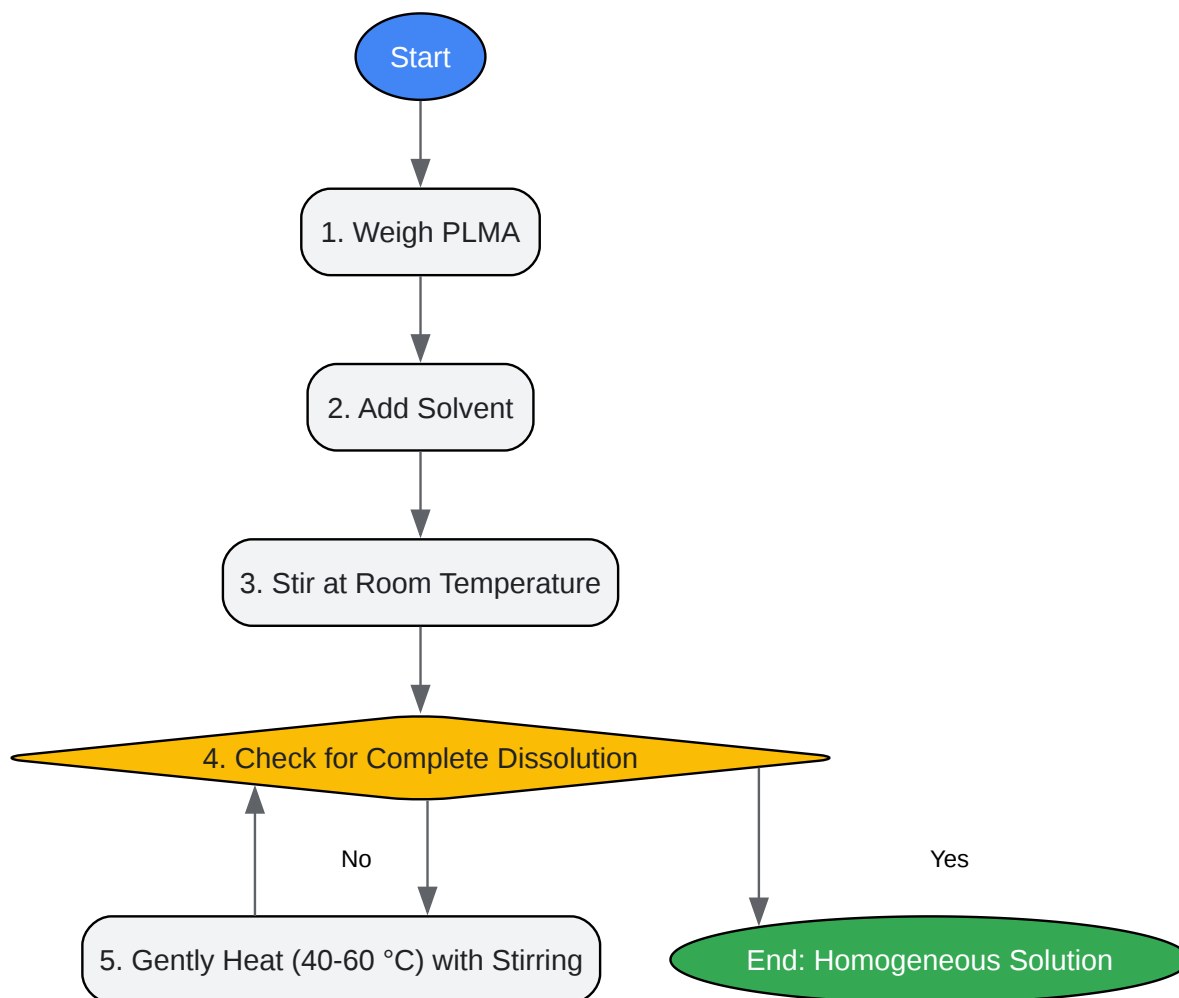 Start
1. Weigh PLMA
2. Add Solvent
3. Stir at Room Temperature
4. Check for Complete Dissolution
No
Yes
5. Gently Heat (40-60 °C) with Stirring
End: Homogeneous Solution